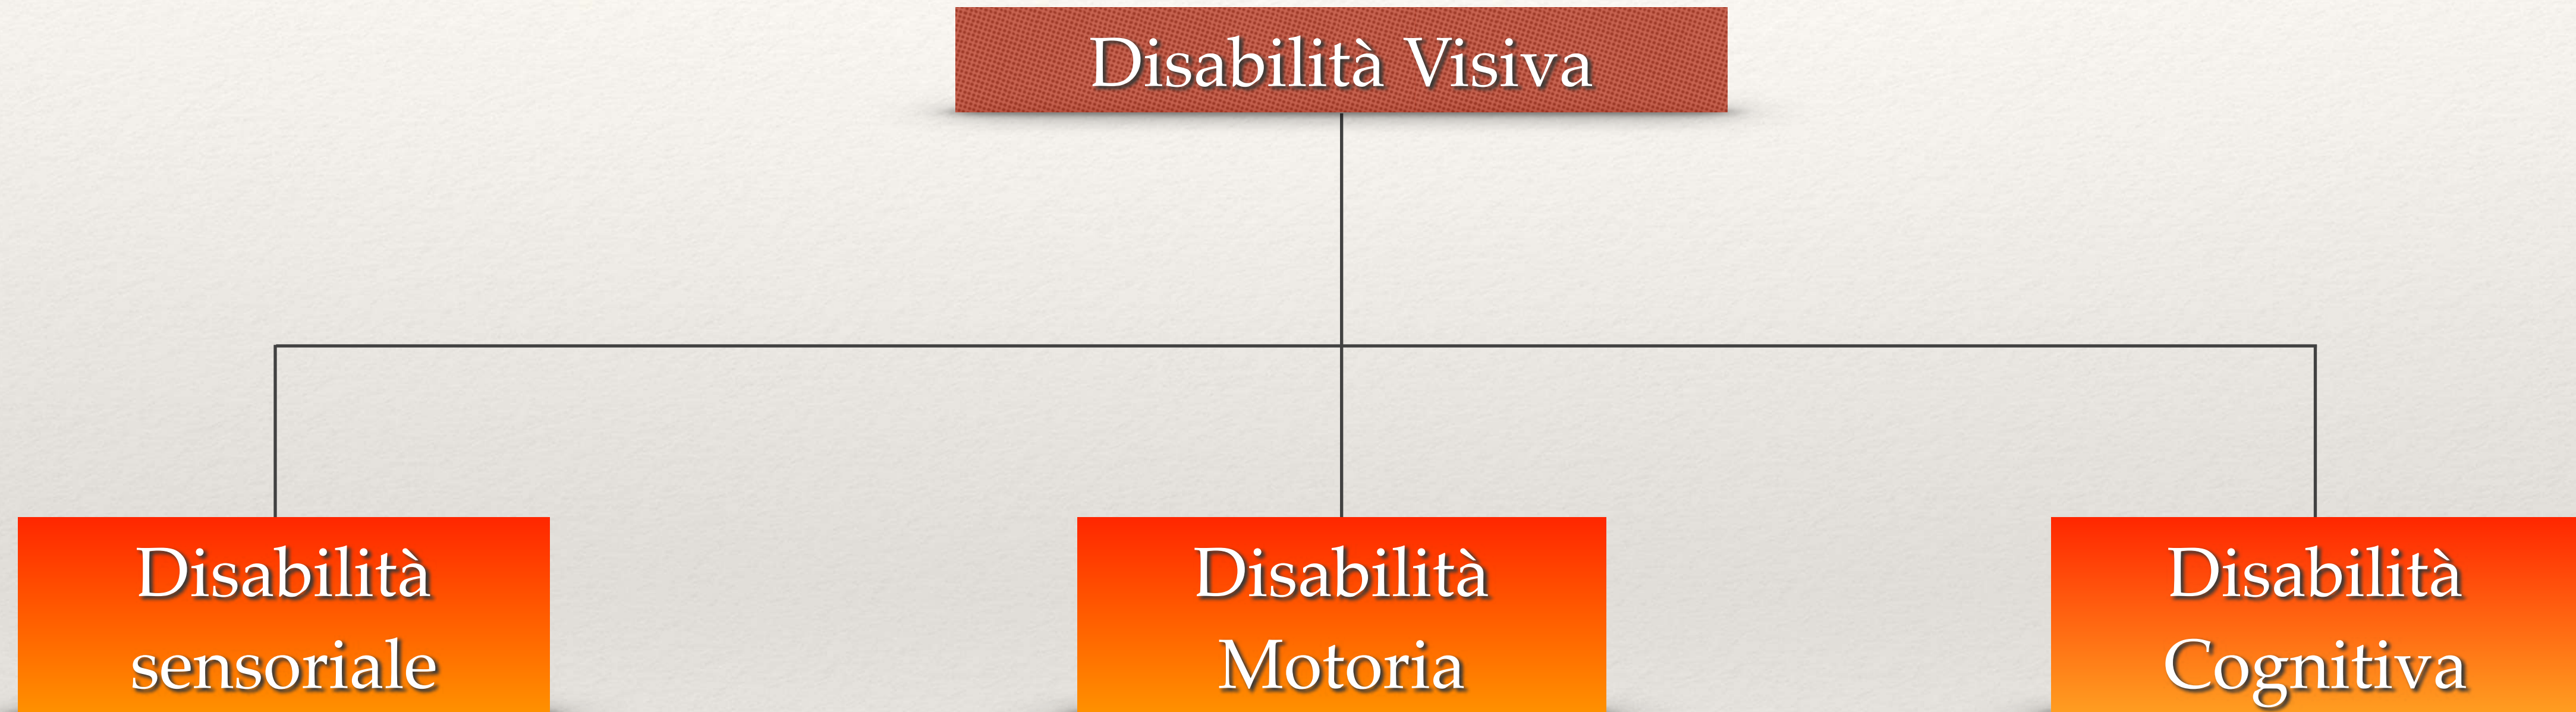 Disabilità Visiva
Disabilità
sensoriale
Disabilità
Motoria
Disabilità
Cognitiva